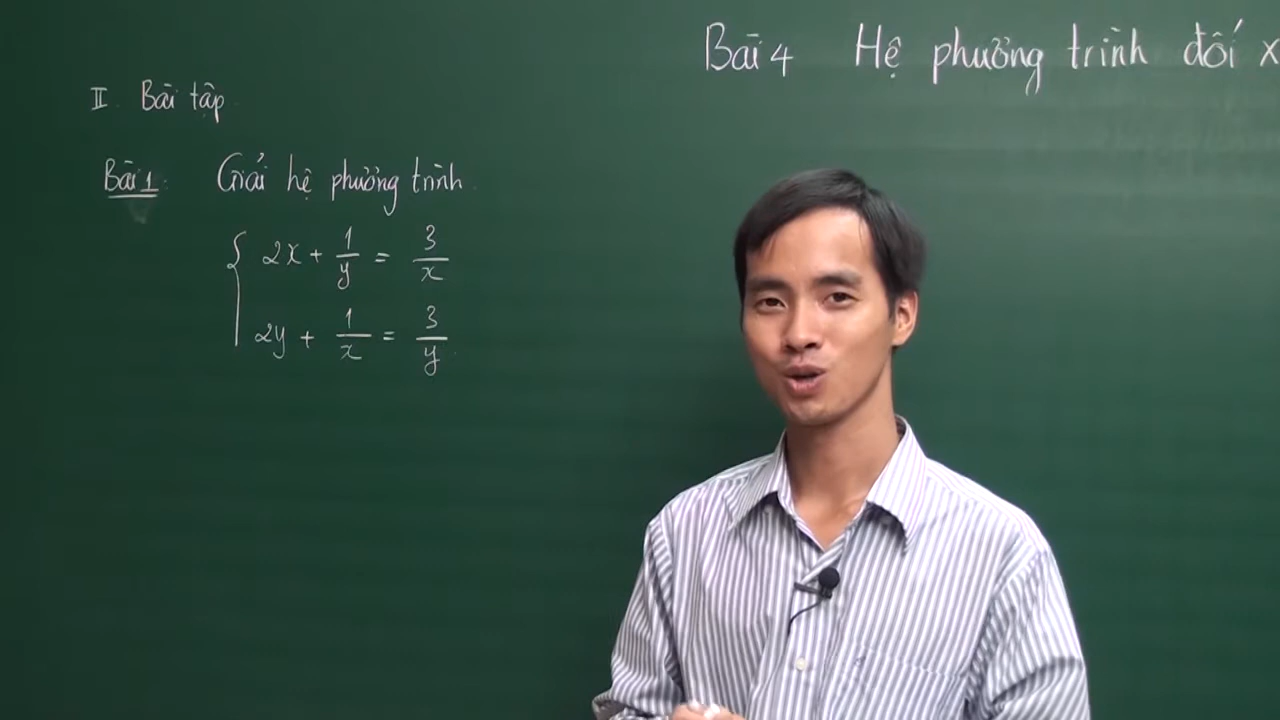 Bài 4 Hệ phương trình đối x
II. Bài tập
Bài 1: Giải hệ phương trình
2x + 1/y = 3/x
2y + 1/x = 3/y